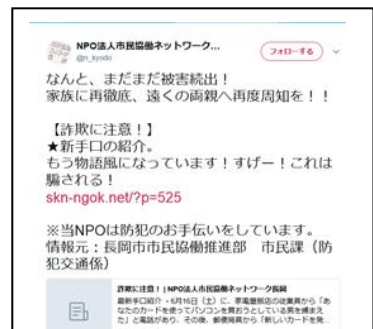 NPO法人市民協働ネットワーク...
@n_kyodo
フォローする
なんと、まだまだ被害続出！
家族に再徹底、遠くの両親へ再度周知を！！
【詐欺に注意！】
★新手口の紹介。
もう物語風になっています！すげー！これは
騙される！
skn-ngok.net/?p=525
※当NPOは防犯のお手伝いをしています。
情報元：長岡市市民協働推進部　市民課（防
犯交通係）
詐欺に注意！ | NPO法人市民協働ネットワーク長岡
最新手口紹介 ・6月16日（土）に、家電量販店の従業員から「あ
なたのカードを使ってパソコンを買おうとしている男を捕まえ
た」と電話があり、その後、郵便局員から「新しいカードを発...